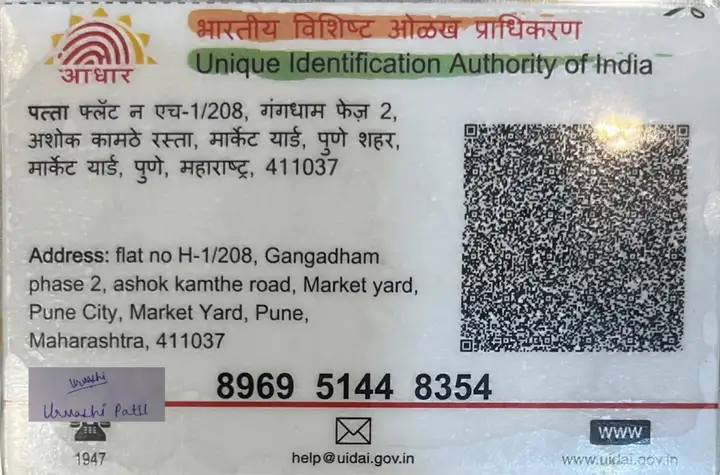 भारतीय विशिष्ट ओळख प्राधिकरण
Unique Identification Authority of India
आधार
पत्ता फ्लॅट न एच-1/208, गंगधाम फेज़ 2,
अशोक कामठे रस्ता, मार्केट यार्ड, पुणे शहर,
मार्केट यार्ड, पुणे, महाराष्ट्र, 411037
Address: flat no H-1/208, Gangadham
phase 2, ashok kamthe road, Market yard,
Pune City, Market Yard, Pune,
Maharashtra, 411037
8969 5144 8354
Urvashi
Urvashi Patil
1947
help@uidai.gov.in
www
www.uidai.gov.in